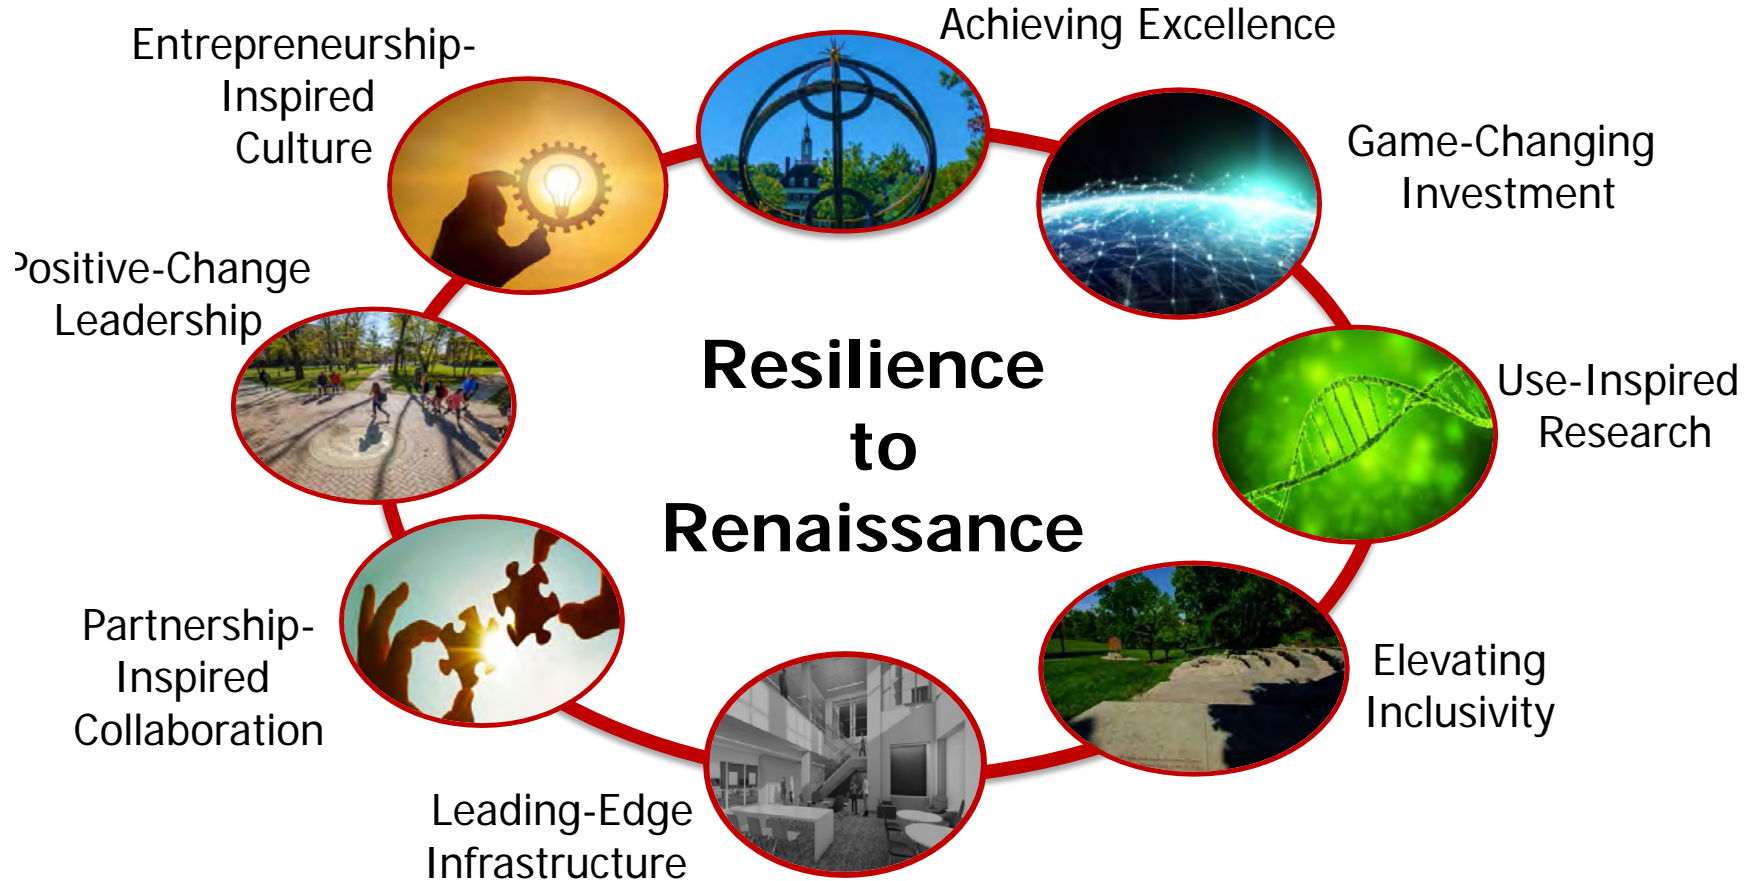 Achieving Excellence
Entrepreneurship-
Inspired
Culture
Game-Changing
Investment
Positive-Change
Leadership
Resilience
to
Renaissance
Use-Inspired
Research
Partnership-
Inspired
Collaboration
Elevating
Inclusivity
Leading-Edge
Infrastructure